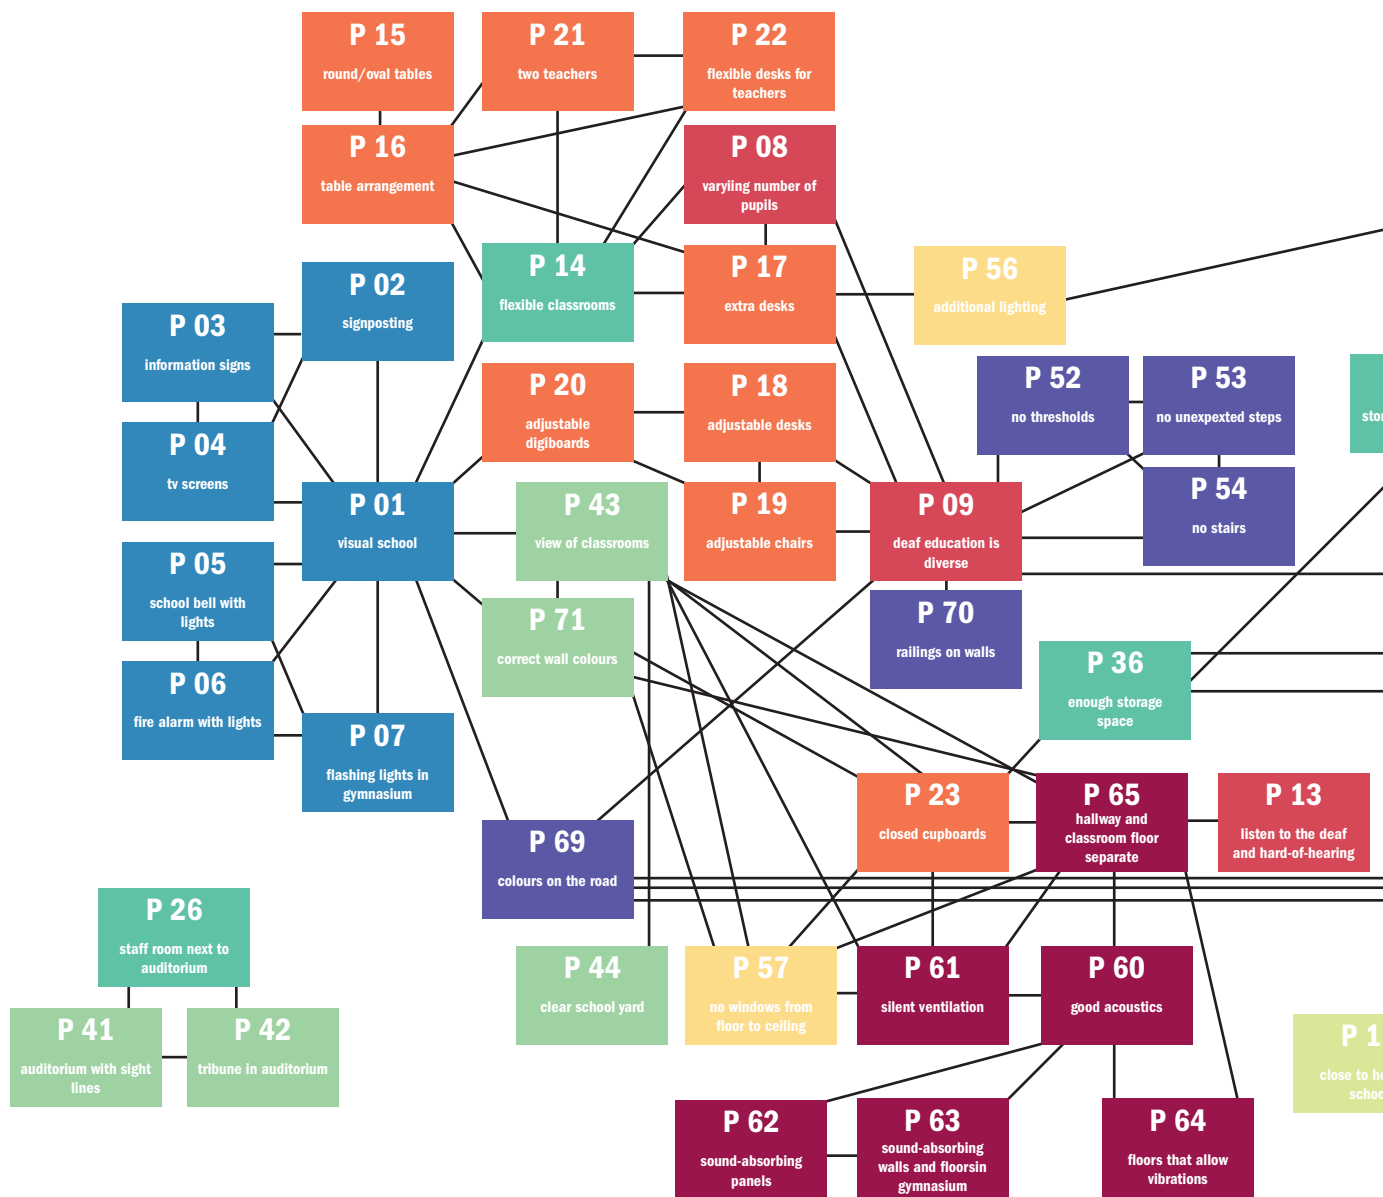 P 15
round/oval tables
P 21
two teachers
P 22
flexible desks for
teachers
P 16
table arrangement
P 08
varyiing number of
pupils
P 14
flexible classrooms
P 17
extra desks
P 56
additional lighting
P 02
signposting
P 03
information signs
P 20
adjustable
digiboards
P 18
adjustable desks
P 52
no thresholds
P 53
no unexpexted steps
P 04
tv screens
P 01
visual school
P 43
view of classrooms
P 19
adjustable chairs
P 09
deaf education is
diverse
P 54
no stairs
P 05
school bell with
lights
P 71
correct wall colours
P 70
railings on walls
P 36
enough storage
space
P 06
fire alarm with lights
P 07
flashing lights in
gymnasium
P 23
closed cupboards
P 65
hallway and
classroom floor
separate
P 13
listen to the deaf
and hard-of-hearing
P 69
colours on the road
P 26
staff room next to
auditorium
P 44
clear school yard
P 57
no windows from
floor to ceiling
P 61
silent ventilation
P 60
good acoustics
P 41
auditorium with sight
lines
P 42
tribune in auditorium
P 1
close to
P 62
sound-absorbing
panels
P 63
sound-absorbing
walls and floorsin
gymnasium
P 64
floors that allow
vibrations